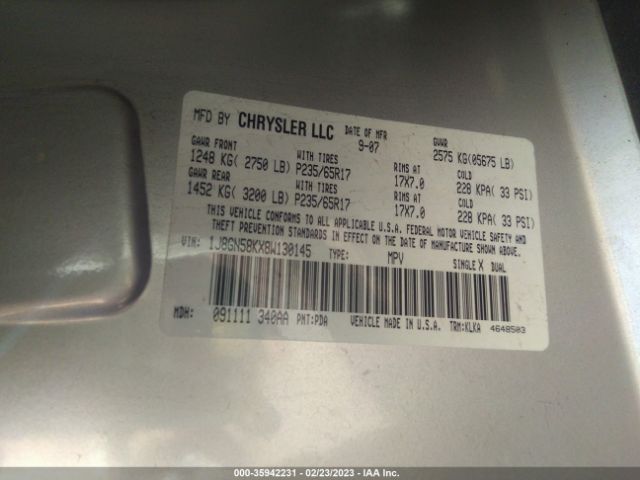 MFD BY CHRYSLER LLC DATE OF MFR 9-07 GVWR 2575 KG(05675 LB)
GAWR FRONT WITH TIRES RIMS AT COLD
1248 KG( 2750 LB) P235/65R17 17X7.0 228 KPA( 33 PSI)
GAWR REAR WITH TIRES RIMS AT COLD
1452 KG( 3200 LB) P235/65R17 17X7.0 228 KPA( 33 PSI)
THIS VEHICLE CONFORMS TO ALL APPLICABLE U.S.A. FEDERAL MOTOR VEHICLE SAFETY AND
THEFT PREVENTION STANDARDS IN EFFECT ON THE DATE OF MANUFACTURE SHOWN ABOVE.
VIN: 1J8GN58KX8W130145 TYPE: MPV SINGLE X DUAL
MDH: 091111 340AA PNT:PDA VEHICLE MADE IN U.S.A. TRM:KLKA 4648503
000-35942231 - 02/23/2023 - IAA Inc.